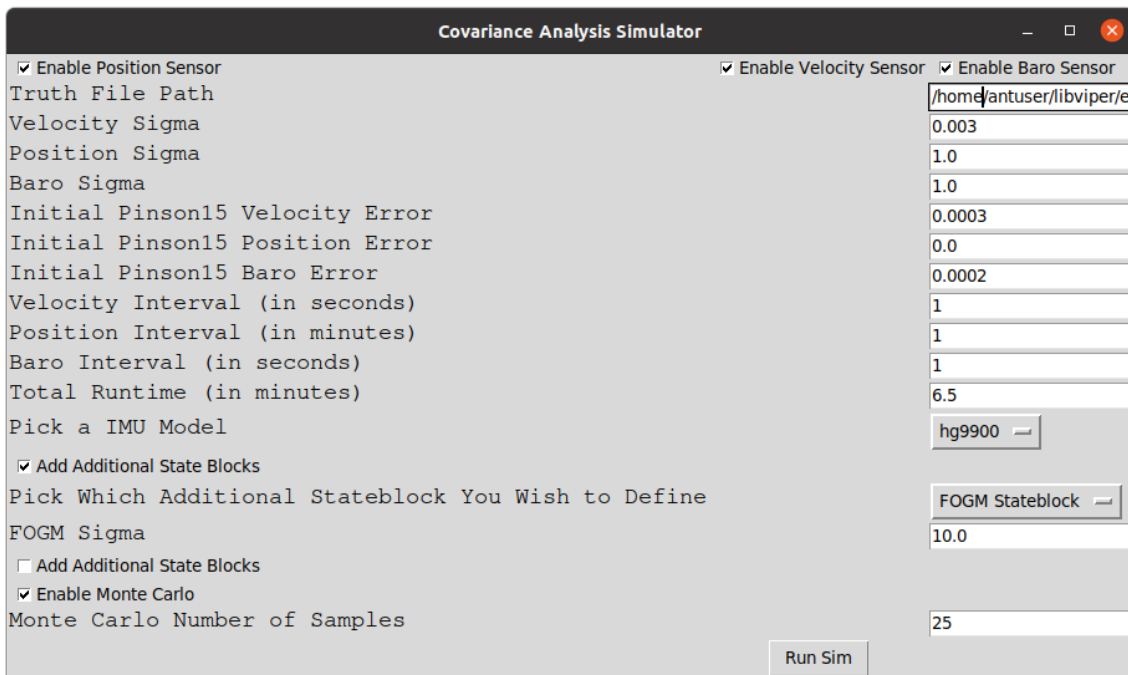 Covariance Analysis Simulator
Enable Position Sensor Enable Velocity Sensor Enable Baro Sensor
Truth File Path /home/antuser/libviper/e
Velocity Sigma 0.003
Position Sigma 1.0
Baro Sigma 1.0
Initial Pinson15 Velocity Error 0.0003
Initial Pinson15 Position Error 0.0
Initial Pinson15 Baro Error 0.0002
Velocity Interval (in seconds) 1
Position Interval (in minutes) 1
Baro Interval (in seconds) 1
Total Runtime (in minutes) 6.5
Pick a IMU Model hg9900
Add Additional State Blocks
Pick Which Additional Stateblock You Wish to Define FOGM Stateblock
FOGM Sigma 10.0
Add Additional State Blocks
Enable Monte Carlo
Monte Carlo Number of Samples 25
Run Sim